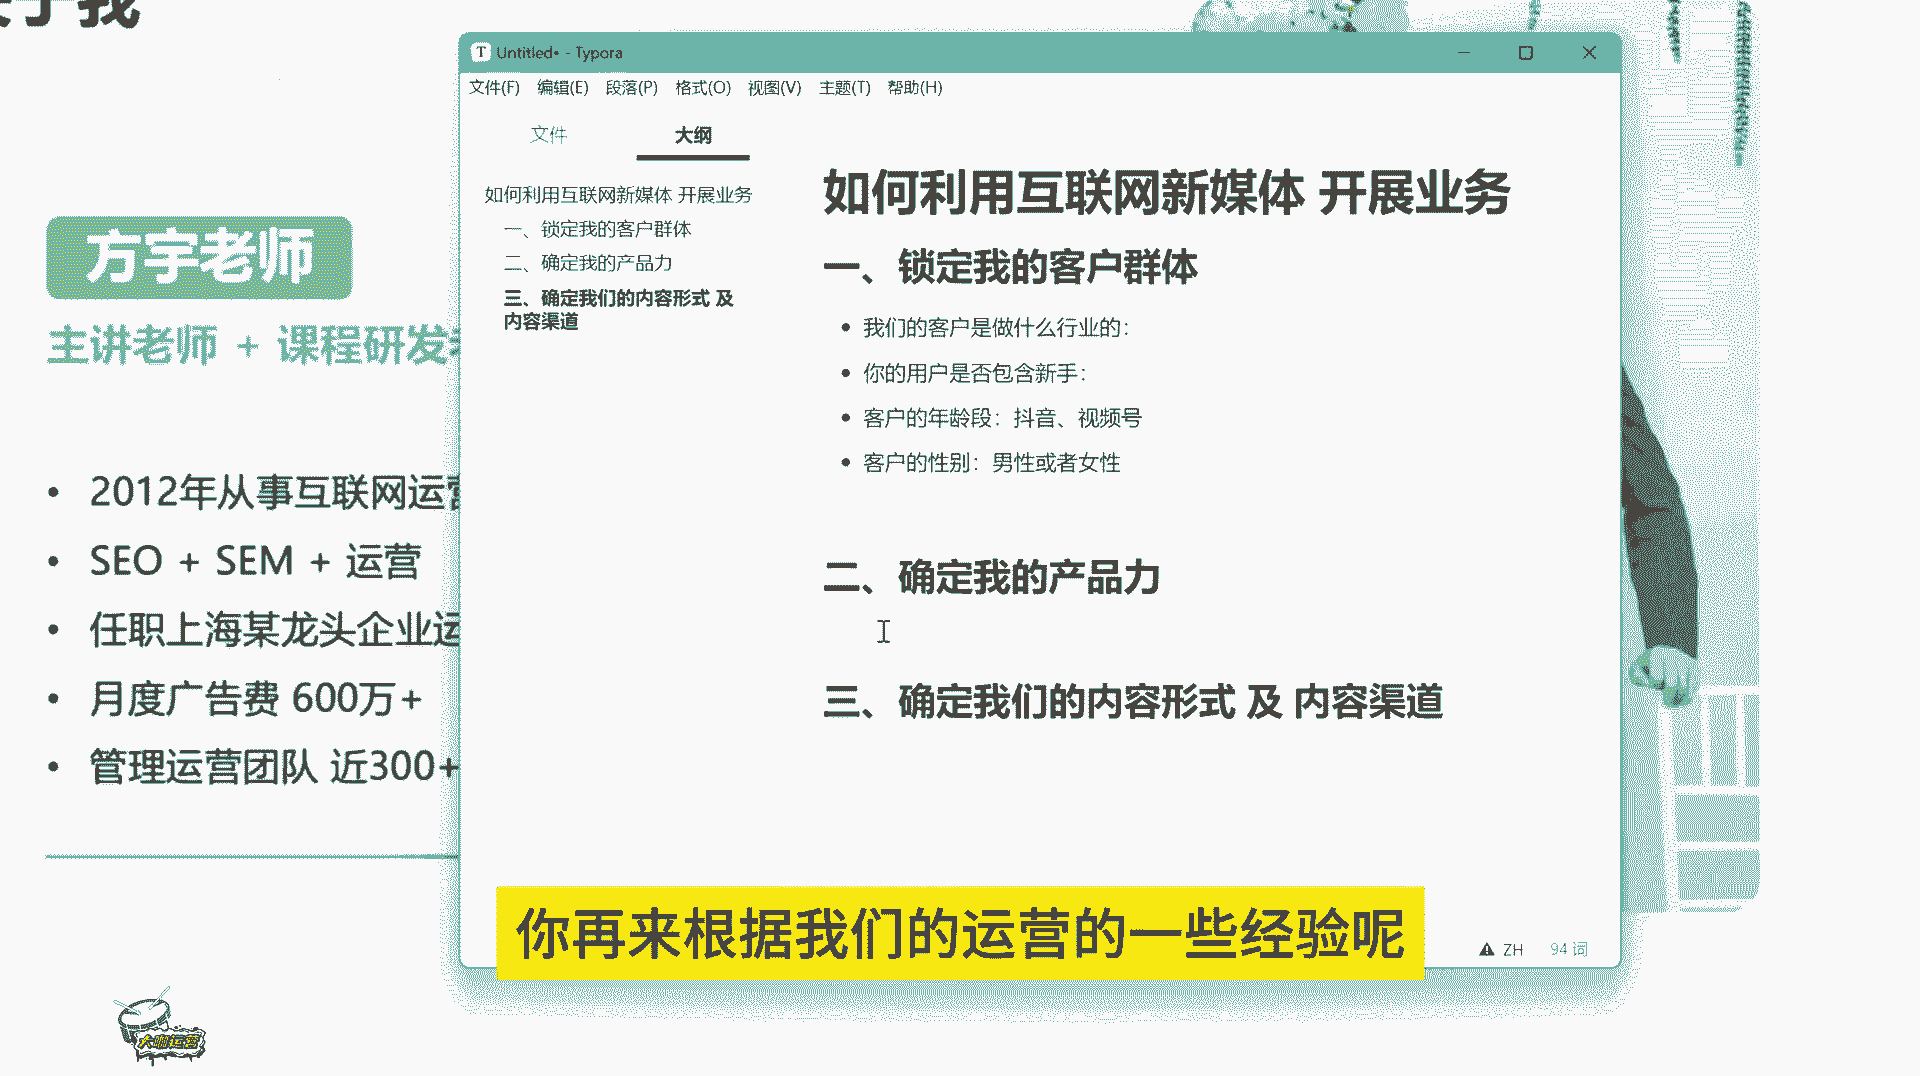 于我
方宇老师
主讲老师 + 课程研发
2012年从事互联网运营
SEO + SEM + 运营
任职上海某龙头企业运
月度广告费 600万+
管理运营团队 近300+
大咖运营
T Untitled• - Typora
文件(F) 编辑(E) 段落(P) 格式(O) 视图(V) 主题(T) 帮助(H)
文件 大纲
如何利用互联网新媒体 开展业务
一、锁定我的客户群体
二、确定我的产品力
三、确定我们的内容形式 及
内容渠道
如何利用互联网新媒体 开展业务
一、锁定我的客户群体
我们的客户是做什么行业的：
你的用户是否包含新手：
客户的年龄段：抖音、视频号
客户的性别：男性或者女性
二、确定我的产品力
三、确定我们的内容形式 及 内容渠道
你再来根据我们的运营的一些经验呢
ZH 94 词